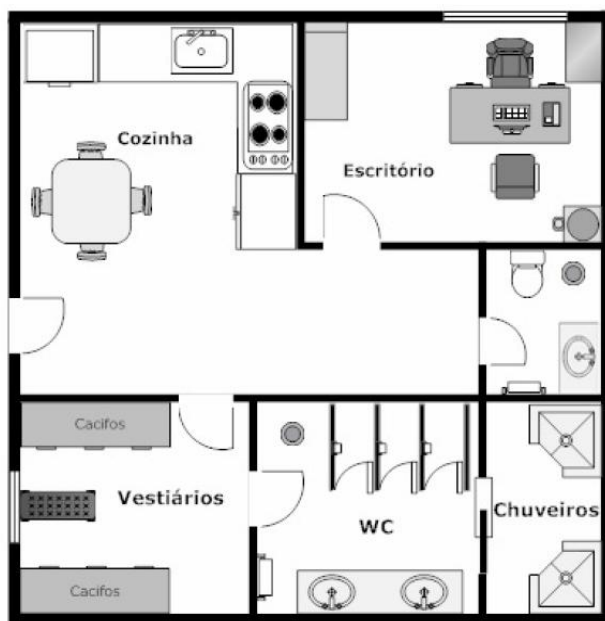 Cozinha
Escritório
Cacifos
Vestiários
WC
Chuveiros
Cacifos